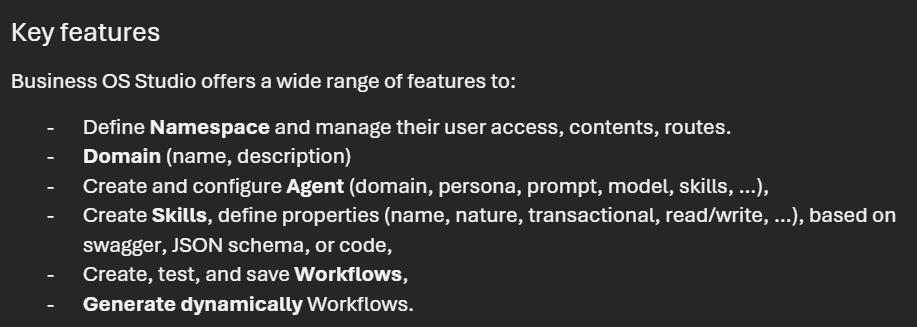 Key features
Business OS Studio offers a wide range of features to:
- Define Namespace and manage their user access, contents, routes.
- Domain (name, description)
- Create and configure Agent (domain, persona, prompt, model, skills, ...),
- Create Skills, define properties (name, nature, transactional, read/write, ...), based on
swagger, JSON schema, or code,
- Create, test, and save Workflows,
- Generate dynamically Workflows.